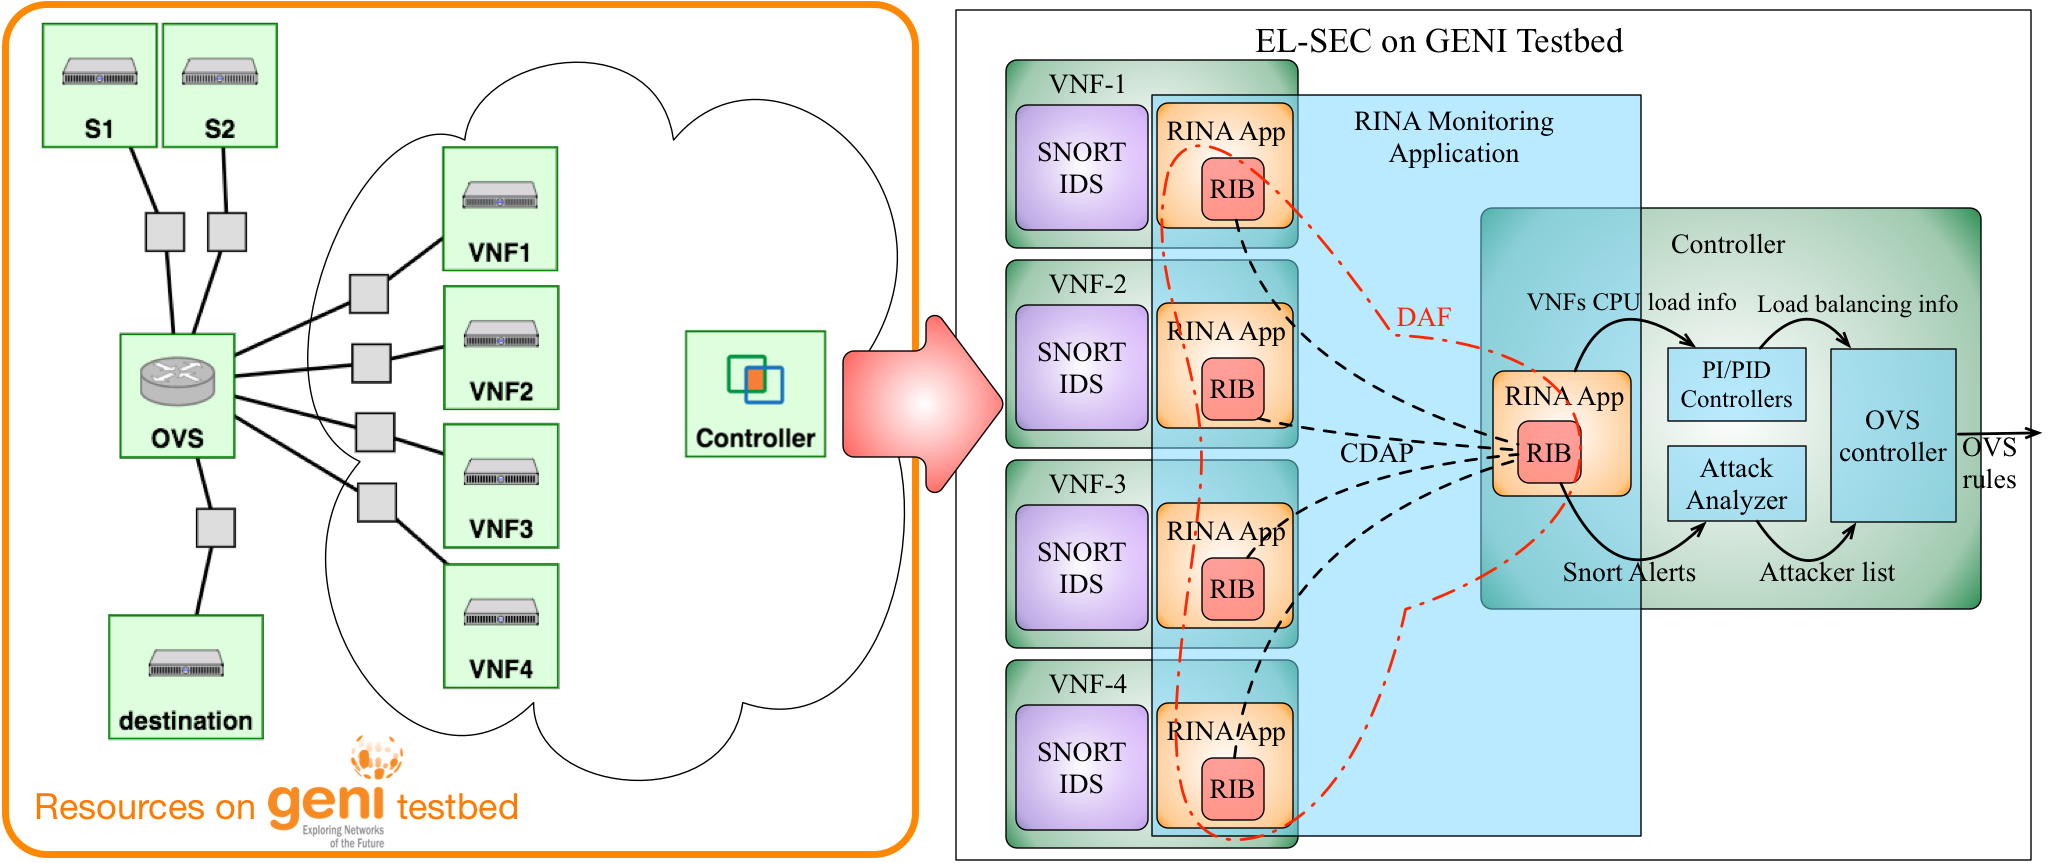 S1
S2
VNF1
VNF2
VNF3
VNF4
OVS
destination
Controller
Resources on geni testbed
Exploring Networks
of the Future
EL-SEC on GENI Testbed
VNF-1
SNORT
IDS
RINA App
RIB
VNF-2
SNORT
IDS
RINA App
RIB
VNF-3
SNORT
IDS
RINA App
RIB
VNF-4
SNORT
IDS
RINA App
RIB
RINA Monitoring
Application
DAF
CDAP
Controller
VNFs CPU load info
Load balancing info
RINA App
RIB
PI/PID
Controllers
Attack
Analyzer
OVS
controller
Snort Alerts
Attacker list
OVS
rules